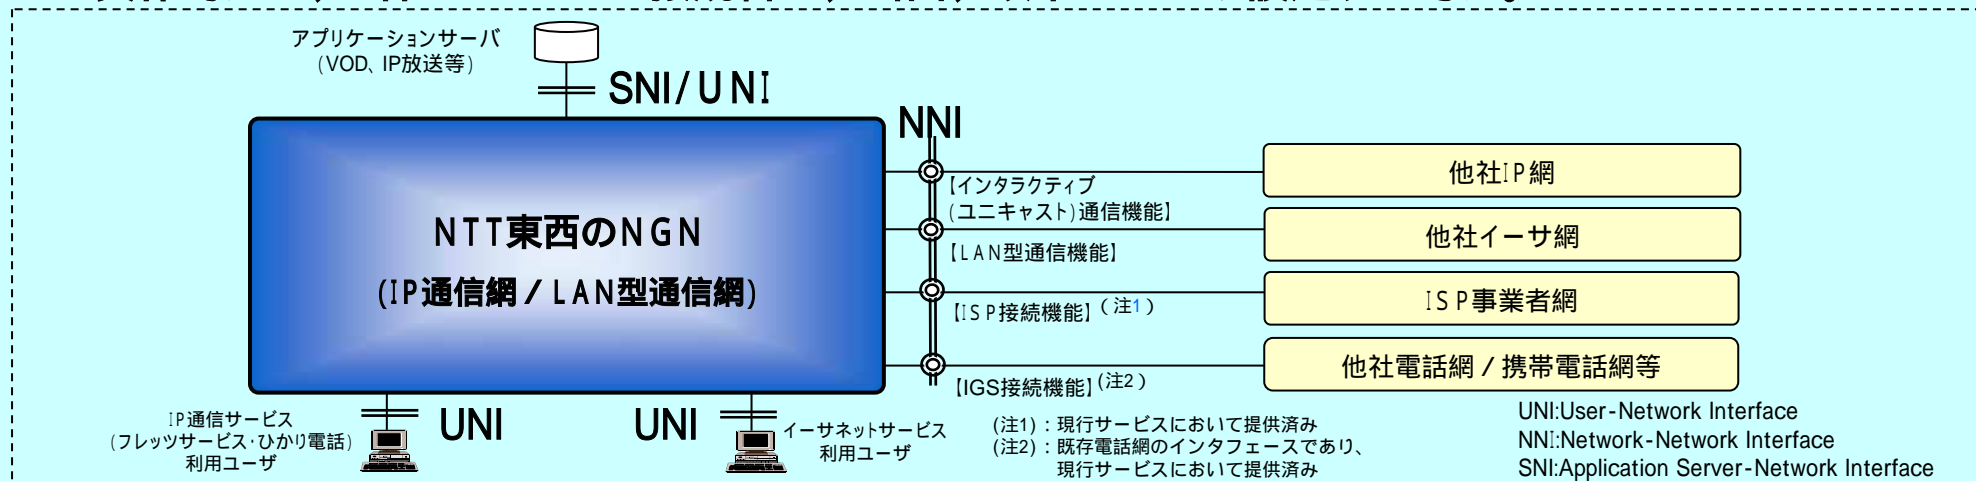 アプリケーションサーバ
(VOD、IP放送等)
SNI/UNI
NNI
NTT東西のNGN
(IP通信網／LAN型通信網)
【インタラクティブ
(ユニキャスト)通信機能】
【LAN型通信機能】
【ISP接続機能】(注1)
【IGS接続機能】(注2)
他社IP網
他社イーサ網
ISP事業者網
他社電話網／携帯電話網等
IP通信サービス
(フレッツサービス・ひかり電話)
利用ユーザ
UNI
UNI
イーサネットサービス
利用ユーザ
(注1)：現行サービスにおいて提供済み
(注2)：既存電話網のインタフェースであり、
現行サービスにおいて提供済み
UNI:User-Network Interface
NNI:Network-Network Interface
SNI:Application Server-Network Interface